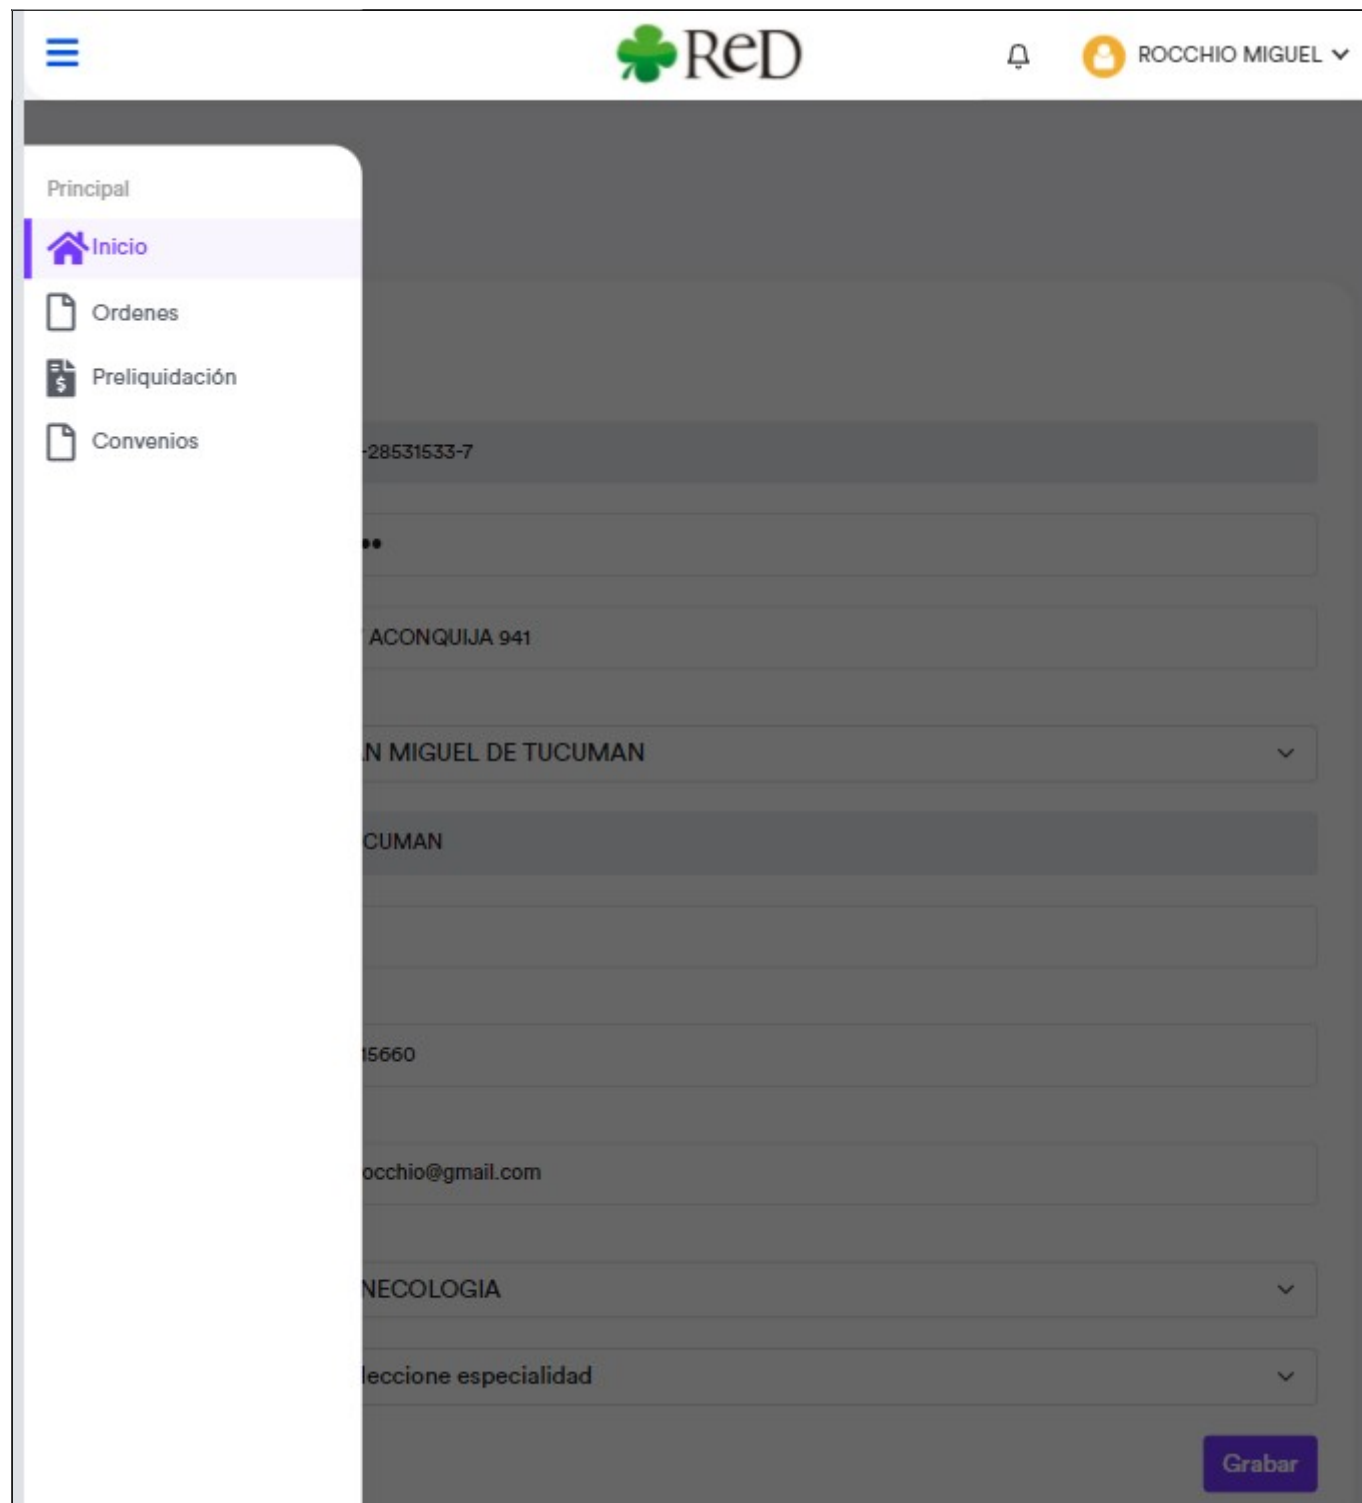 ReD
ROCCHIO MIGUEL
Principal
Inicio
Ordenes
Preliquidación
Convenios
-28531533-7
••
ACONQUIJA 941
N MIGUEL DE TUCUMAN
CUMAN
15660
occhio@gmail.com
NECOLOGIA
leccione especialidad
Grabar